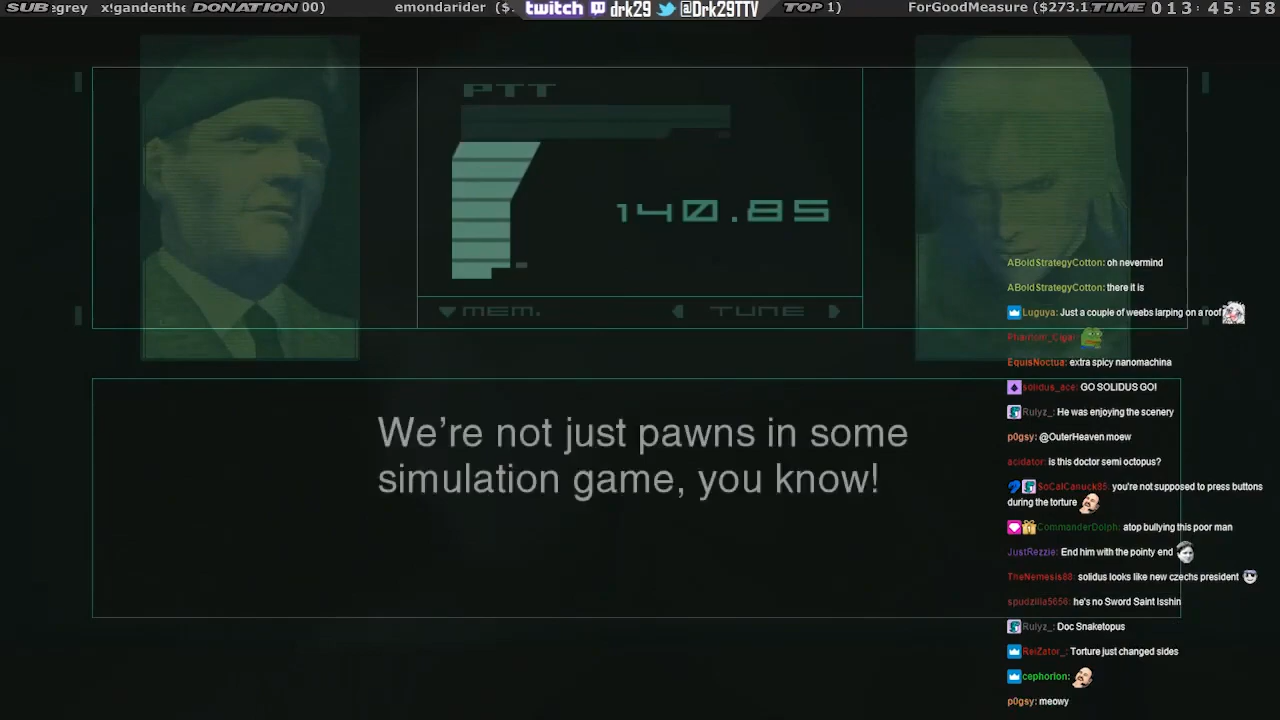 SUB egrey x!gandenthe DONATION 00) emondarider ($. twitch drk29 @Drk29TTV TOP 1) ForGoodMeasure ($273.1 TIME 013:45:58
PTT
140.85
MEM. TUNE
We're not just pawns in some
simulation game, you know!
ABoldStrategyCotton: oh nevermind
ABoldStrategyCotton: there it is
Luguya: Just a couple of weebs larping on a roof
Phantom_Cigar:
EquisNoctua: extra spicy nanomachina
solidus_ace: GO SOLIDUS GO!
Rulyz_: He was enjoying the scenery
p0gsy: @OuterHeaven moew
acidator: is this doctor semi octopus?
SoCalCanuck85: you're not supposed to press buttons
during the torture
CommanderDolph: atop bullying this poor man
JustRezzie: End him with the pointy end
TheNemesis88: solidus looks like new czechs president
spudzilla5656: he's no Sword Saint Isshin
Rulyz_: Doc Snaketopus
ReiZator_: Torture just changed sides
cephorion:
p0gsy: meowy